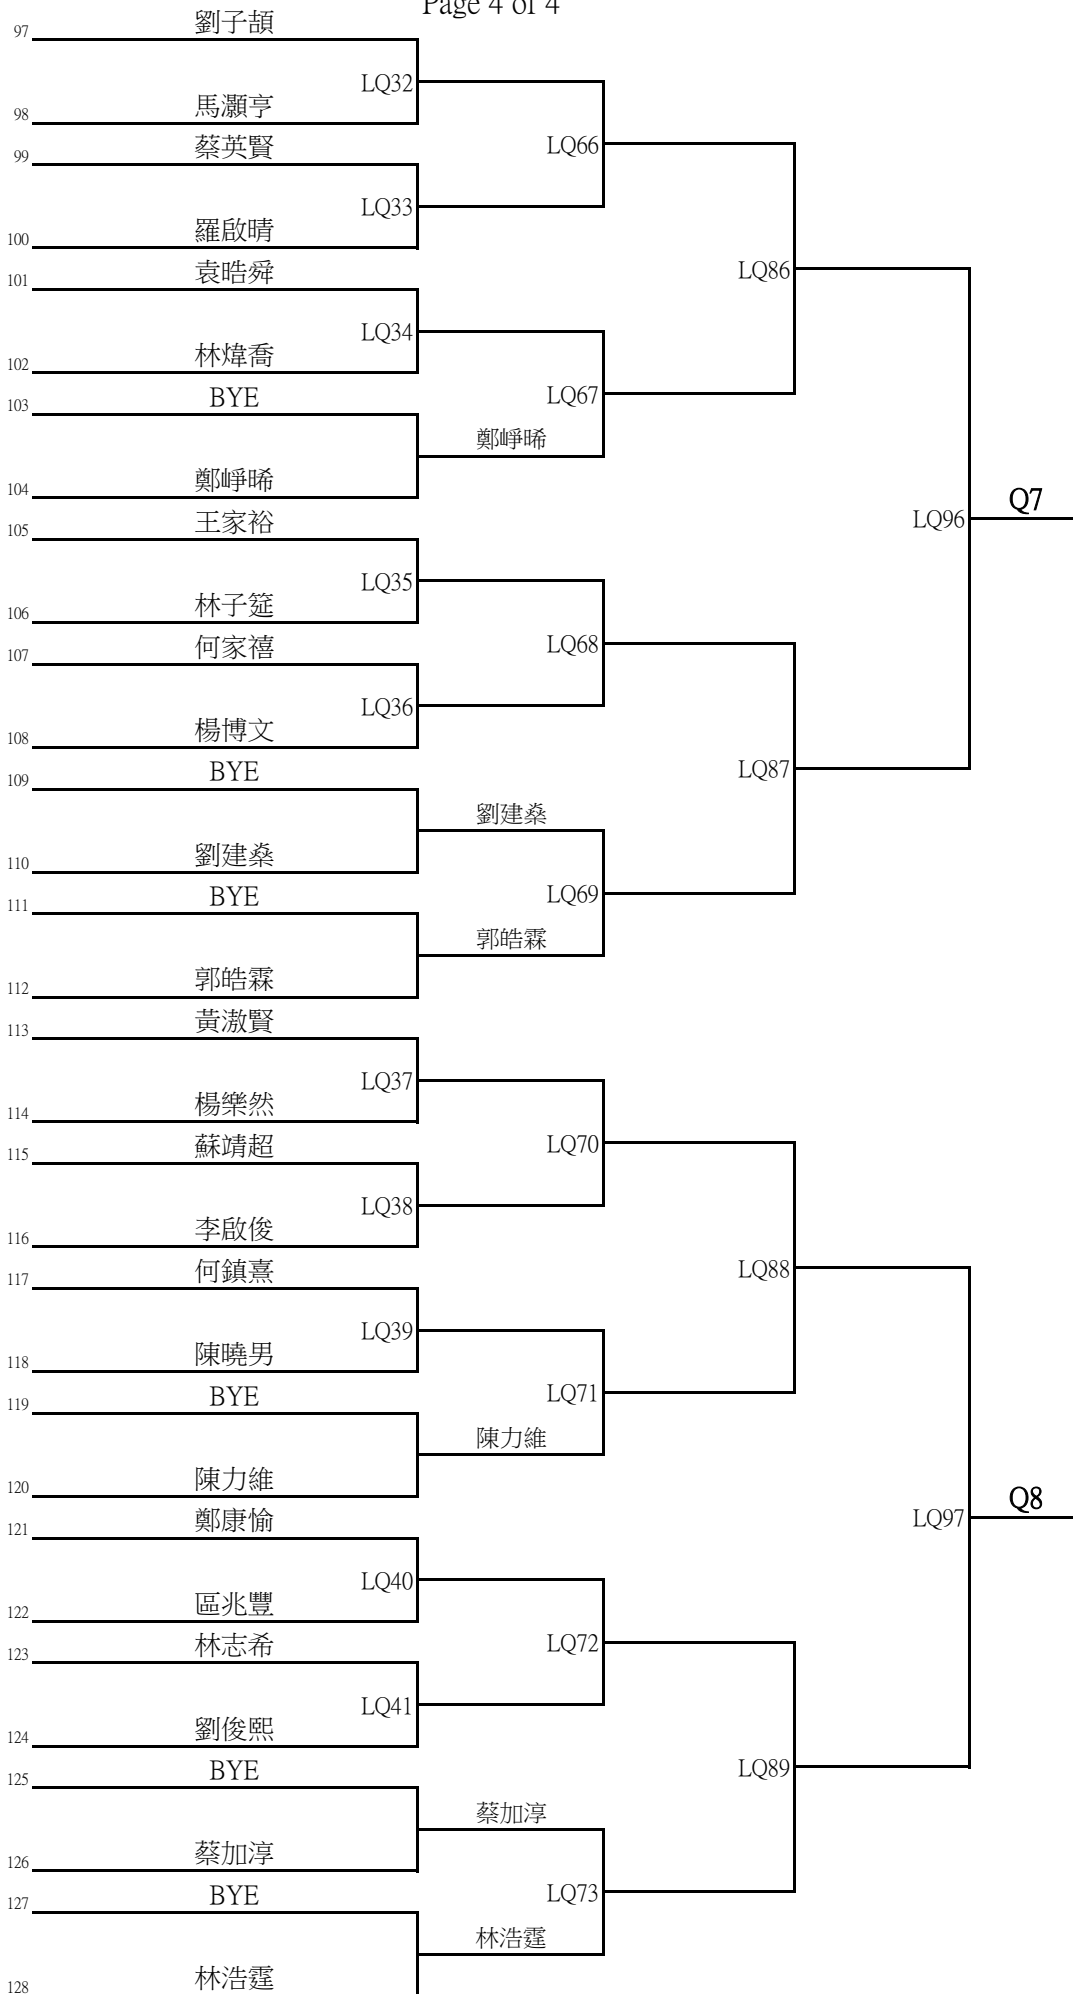 Page 4 of 4
97 劉子頡
LQ32
98 馬灝亨
LQ66
99 蔡英賢
LQ33
100 羅啟晴
LQ86
101 袁晧舜
LQ34
102 林煒喬
LQ67
103 BYE
鄭崢晞
104 鄭崢晞
LQ96 Q7
105 王家裕
LQ35
106 林子筵
LQ68
107 何家禧
LQ36
108 楊博文
LQ87
109 BYE
劉建燊
110 劉建燊
LQ69
111 BYE
郭皓霖
112 郭皓霖
113 黃滶賢
LQ37
114 楊樂然
LQ70
115 蘇靖超
LQ38
116 李啟俊
LQ88
117 何鎮熹
LQ39
118 陳曉男
LQ71
119 BYE
陳力維
120 陳力維
LQ97 Q8
121 鄭康愉
LQ40
122 區兆豐
LQ72
123 林志希
LQ41
124 劉俊熙
LQ89
125 BYE
蔡加淳
126 蔡加淳
LQ73
127 BYE
林浩霆
128 林浩霆